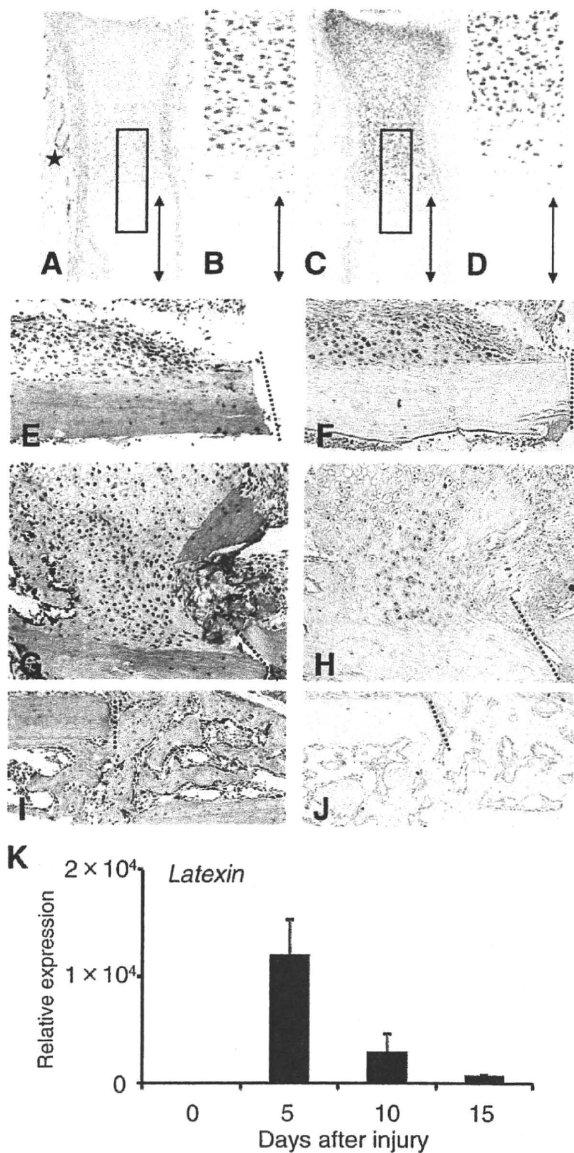 A B C D
E F
G H
I J
K
Latexin
Relative expression
2 × 10⁴
1 × 10⁴
0
0 5 10 15
Days after injury